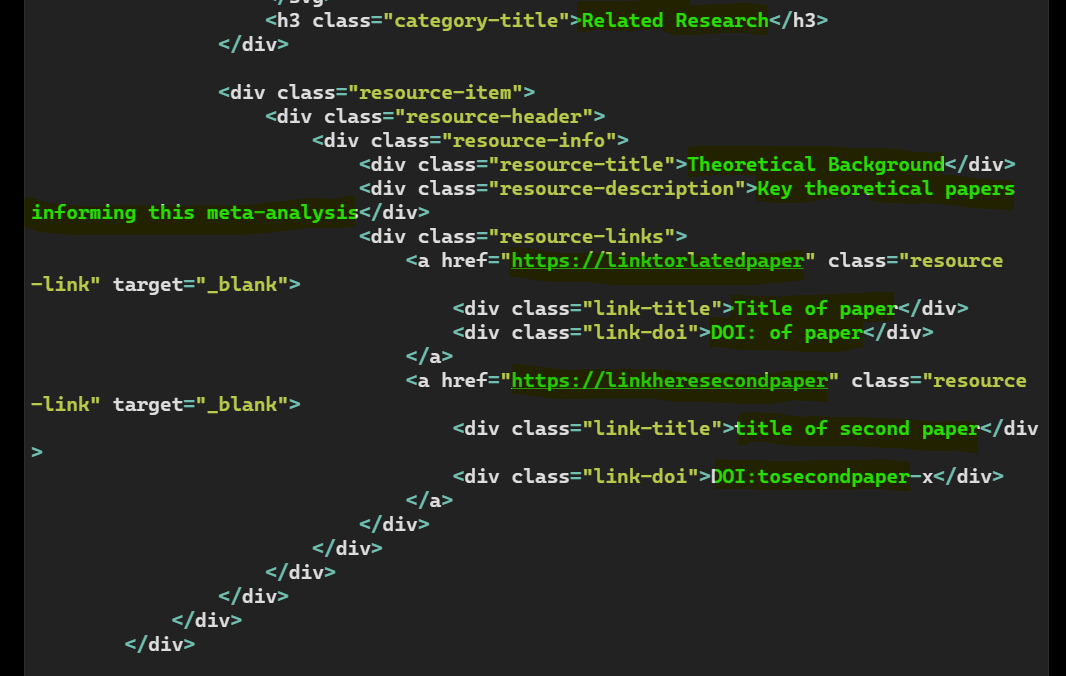 </svg>
<h3 class="category-title">Related Research</h3>
</div>
<div class="resource-item">
<div class="resource-header">
<div class="resource-info">
<div class="resource-title">Theoretical Background</div>
<div class="resource-description">Key theoretical papers
informing this meta-analysis</div>
<div class="resource-links">
<a href="https://linktorlatedpaper" class="resource
-link" target="_blank">
<div class="link-title">Title of paper</div>
<div class="link-doi">DOI: of paper</div>
</a>
<a href="https://linkheresecondpaper" class="resource
-link" target="_blank">
<div class="link-title">title of second paper</div
>
<div class="link-doi">DOI:tosecondpaper-x</div>
</a>
</div>
</div>
</div>
</div>
</div>
</div>